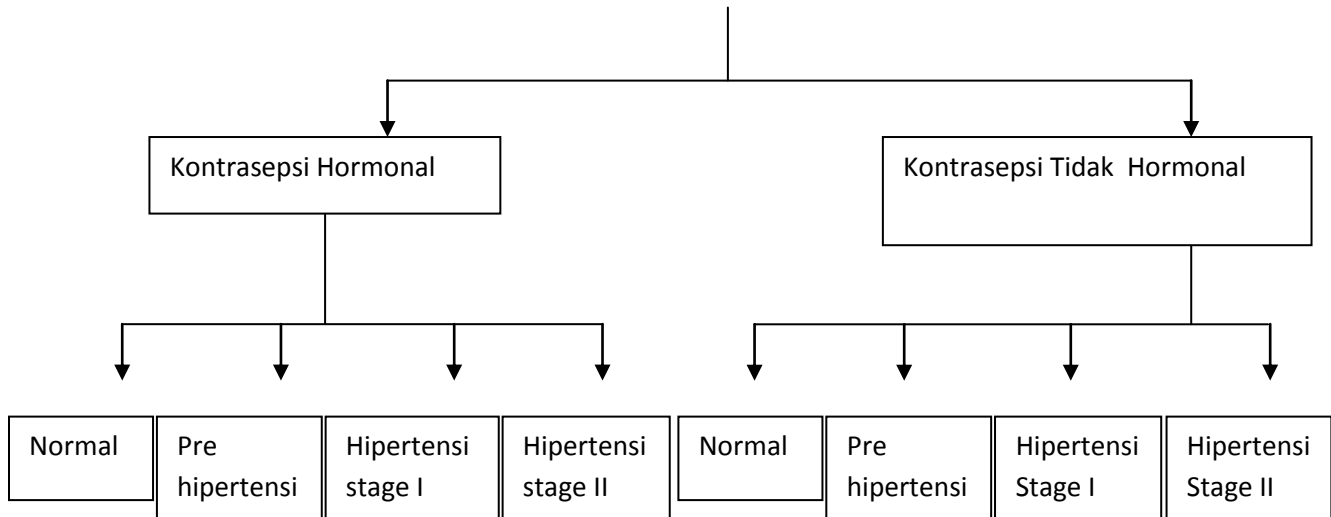 Kontrasepsi Hormonal
Kontrasepsi Tidak Hormonal
Normal
Pre
hipertensi
Hipertensi
stage I
Hipertensi
stage II
Normal
Pre
hipertensi
Hipertensi
Stage I
Hipertensi
Stage II